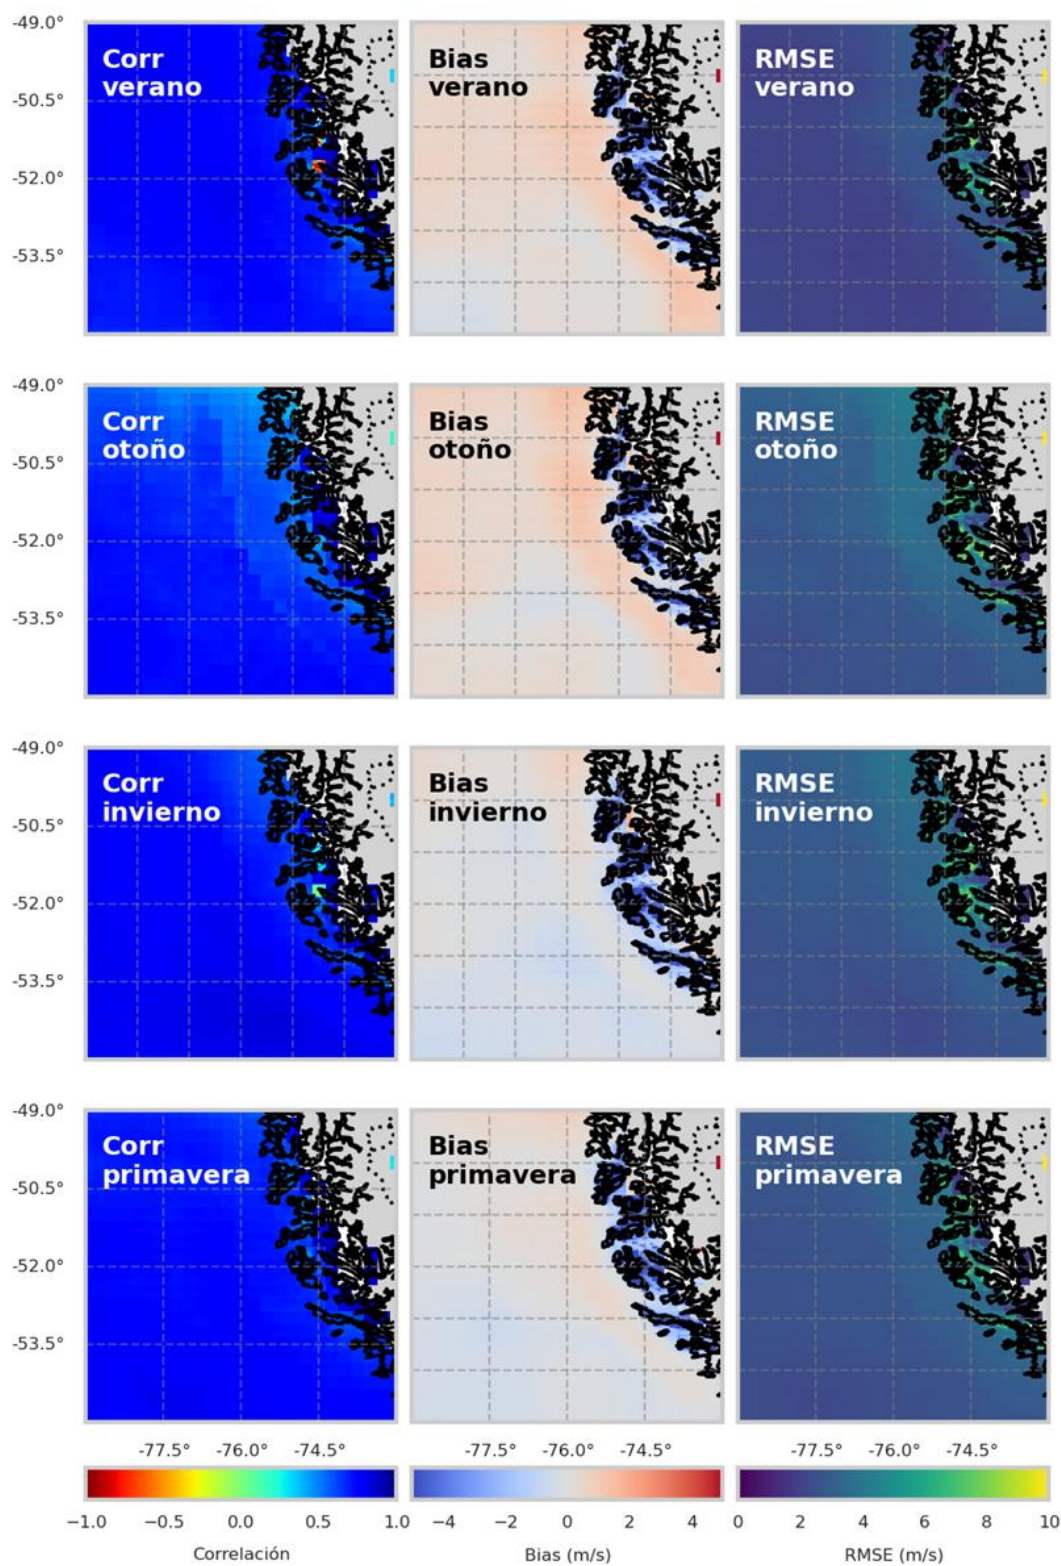 -49.0°
Corr
verano
Bias
verano
RMSE
verano
-50.5°
-52.0°
-53.5°
-49.0°
Corr
otoño
Bias
otoño
RMSE
otoño
-50.5°
-52.0°
-53.5°
-49.0°
Corr
invierno
Bias
invierno
RMSE
invierno
-50.5°
-52.0°
-53.5°
-49.0°
Corr
primavera
Bias
primavera
RMSE
primavera
-50.5°
-52.0°
-53.5°
-77.5° -76.0° -74.5° -77.5° -76.0° -74.5° -77.5° -76.0° -74.5°
−1.0 −0.5 0.0 0.5 1.0 −4 −2 0 2 4 0 2 4 6 8 10
Correlación Bias (m/s) RMSE (m/s)